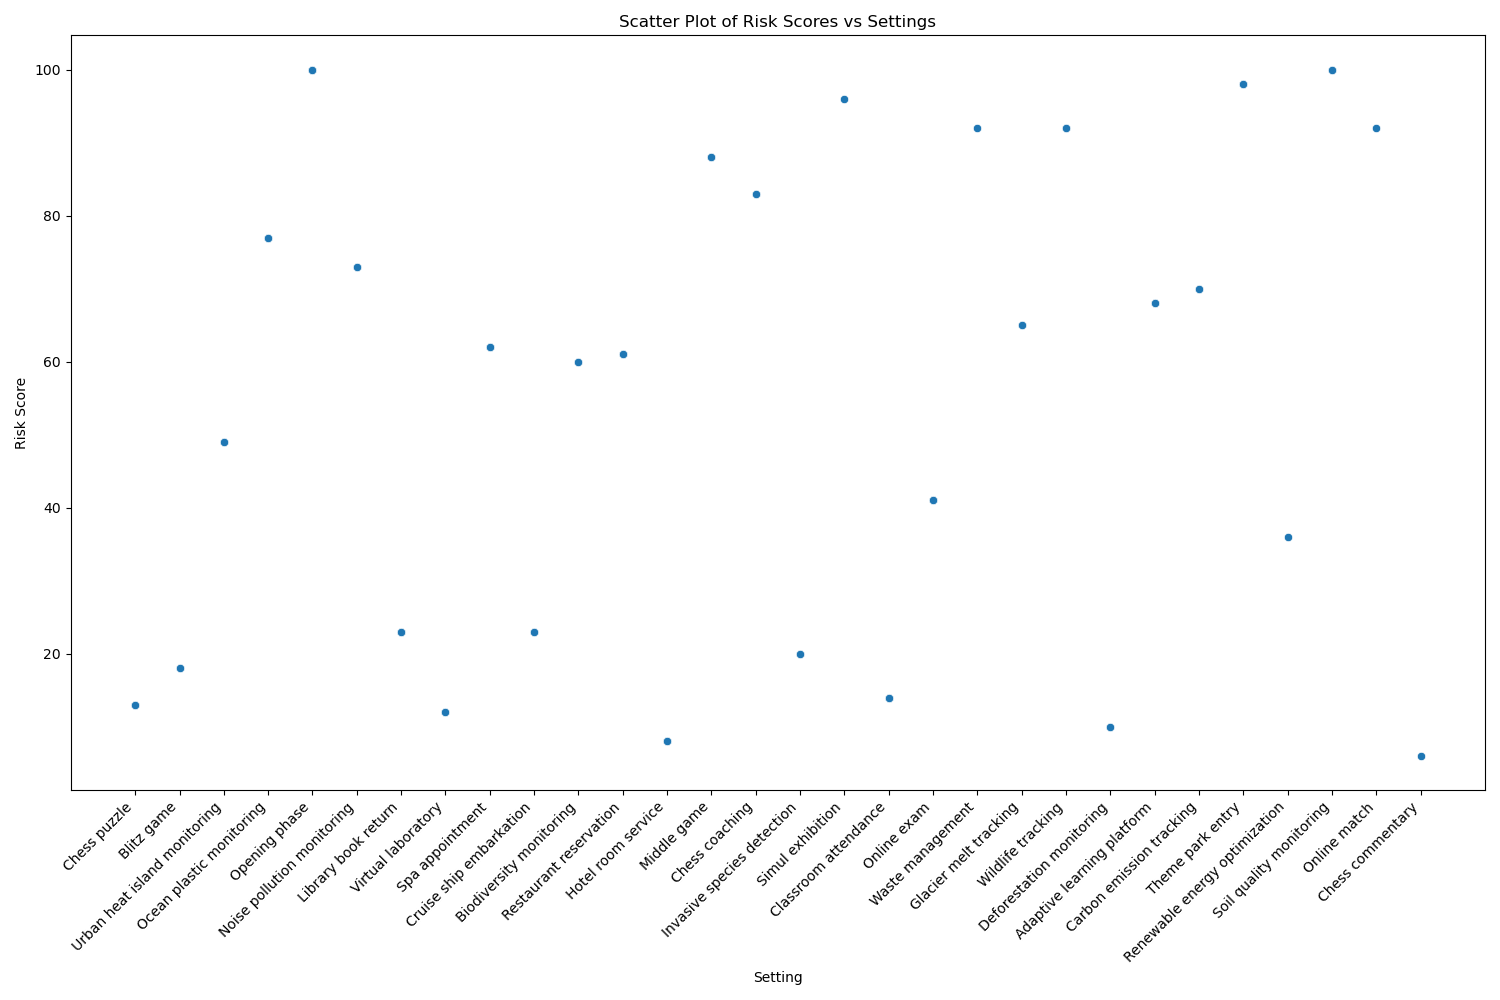 Scatter Plot of Risk Scores vs Settings
100
80
60
40
20
Risk Score
Chess puzzle
Blitz game
Urban heat island monitoring
Ocean plastic monitoring
Opening phase
Noise pollution monitoring
Library book return
Virtual laboratory
Spa appointment
Cruise ship embarkation
Biodiversity monitoring
Restaurant reservation
Hotel room service
Middle game
Chess coaching
Invasive species detection
Simul exhibition
Classroom attendance
Online exam
Waste management
Glacier melt tracking
Wildlife tracking
Deforestation monitoring
Adaptive learning platform
Carbon emission tracking
Theme park entry
Renewable energy optimization
Soil quality monitoring
Online match
Chess commentary
Setting